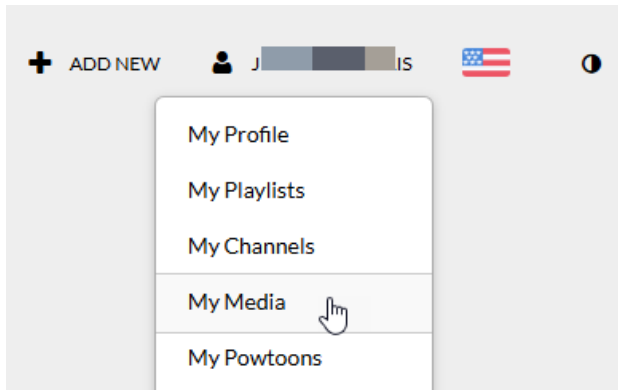 ADD NEW
My Profile
My Playlists
My Channels
My Media
My Powtoons